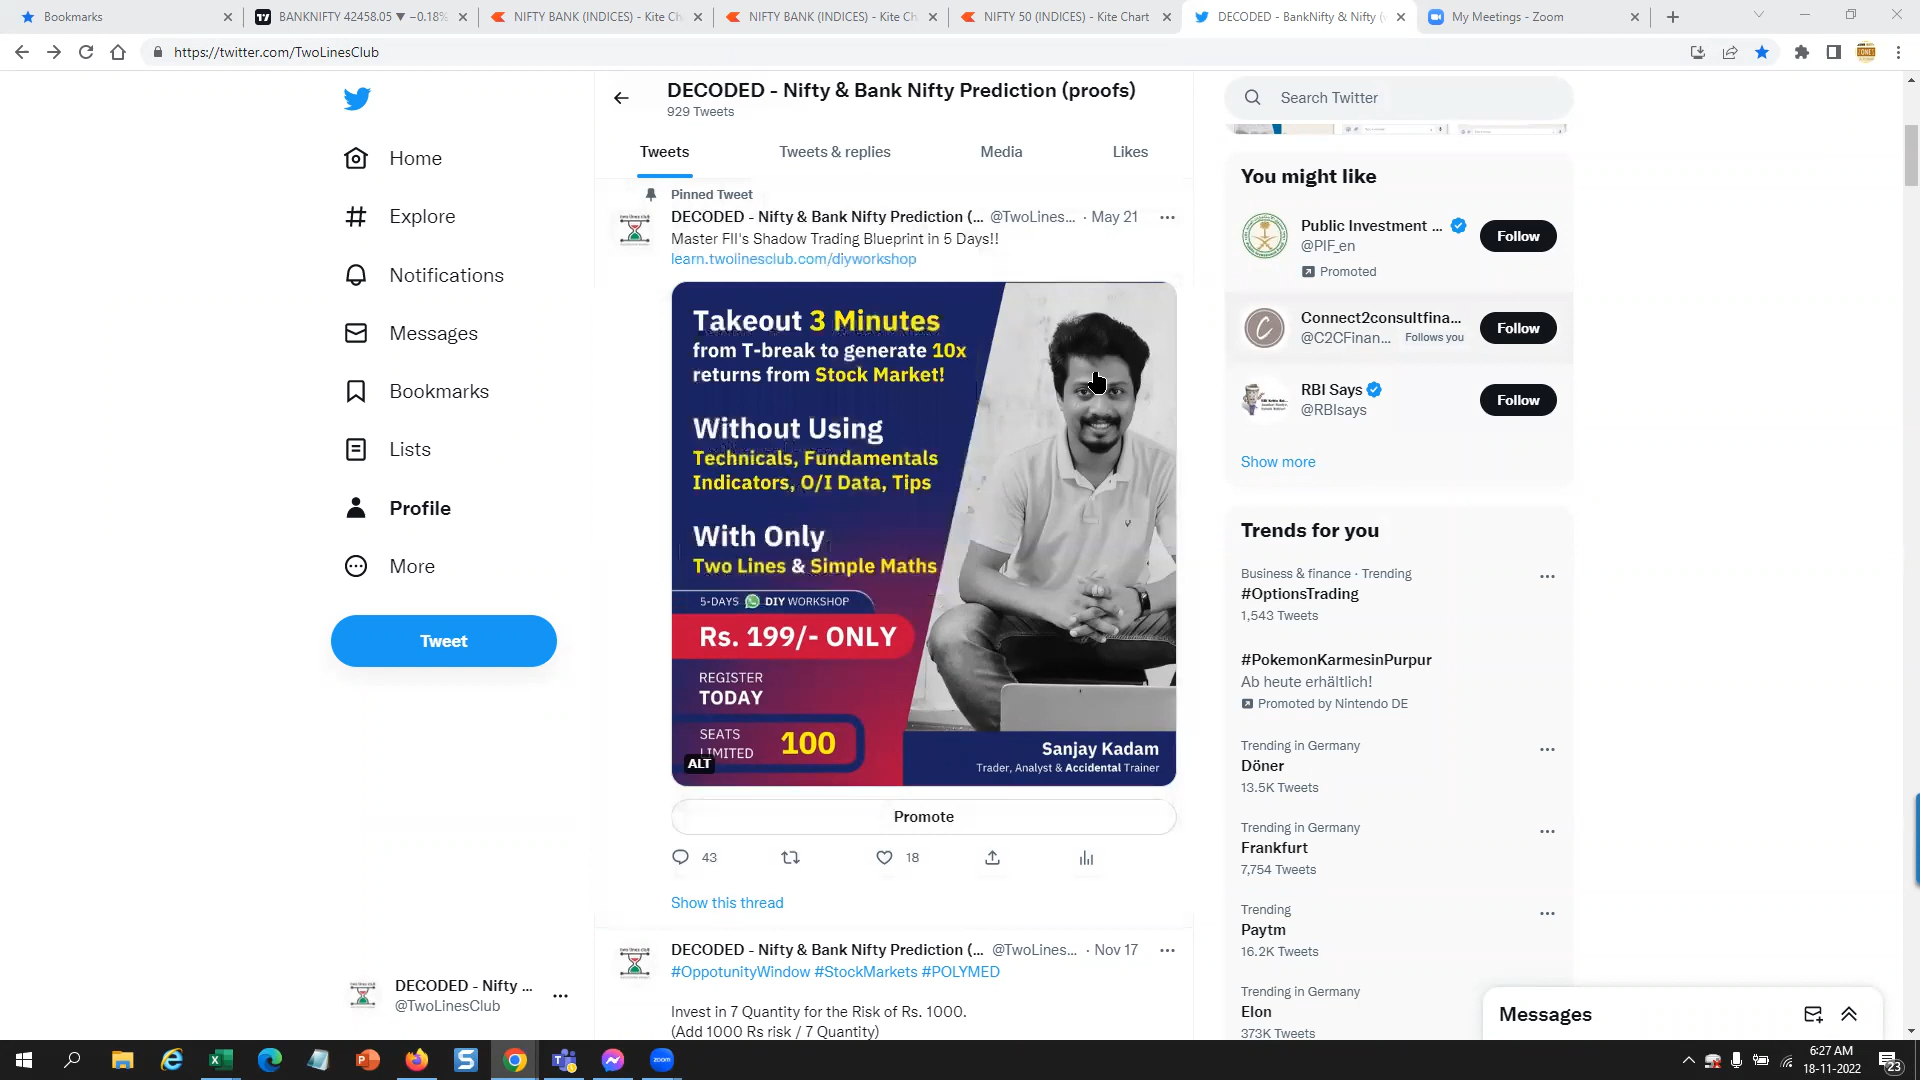 Bookmarks
BANKNIFTY 42458.05 ▼ −0.18%
NIFTY BANK (INDICES) - Kite Ch
NIFTY BANK (INDICES) - Kite Ch
NIFTY 50 (INDICES) - Kite Chart
DECODED - BankNifty & Nifty (
My Meetings - Zoom
https://twitter.com/TwoLinesClub
Home
Explore
Notifications
Messages
Bookmarks
Lists
Profile
More
Tweet
DECODED - Nifty ...
@TwoLinesClub
DECODED - Nifty & Bank Nifty Prediction (proofs)
929 Tweets
Tweets
Tweets & replies
Media
Likes
Pinned Tweet
DECODED - Nifty & Bank Nifty Prediction (... @TwoLines... · May 21
Master FII's Shadow Trading Blueprint in 5 Days!!
learn.twolinesclub.com/diyworkshop
Takeout 3 Minutes
from T-break to generate 10x
returns from Stock Market!
Without Using
Technicals, Fundamentals
Indicators, O/I Data, Tips
With Only
Two Lines & Simple Maths
5-DAYS DIY WORKSHOP
Rs. 199/- ONLY
REGISTER
TODAY
SEATS
LIMITED
100
ALT
Sanjay Kadam
Trader, Analyst & Accidental Trainer
Promote
43
18
Show this thread
DECODED - Nifty & Bank Nifty Prediction (... @TwoLines... · Nov 17
#OppotunityWindow #StockMarkets #POLYMED
Invest in 7 Quantity for the Risk of Rs. 1000.
(Add 1000 Rs risk / 7 Quantity)
Search Twitter
You might like
Public Investment ...
@PIF_en
Promoted
Follow
Connect2consultfina...
@C2CFinan... Follows you
Follow
RBI Says
@RBIsays
Follow
Show more
Trends for you
Business & finance · Trending
#OptionsTrading
1,543 Tweets
#PokemonKarmesinPurpur
Ab heute erhältlich!
Promoted by Nintendo DE
Trending in Germany
Döner
13.5K Tweets
Trending in Germany
Frankfurt
7,754 Tweets
Trending
Paytm
16.2K Tweets
Trending in Germany
Elon
373K Tweets
Messages
6:27 AM
18-11-2022
23